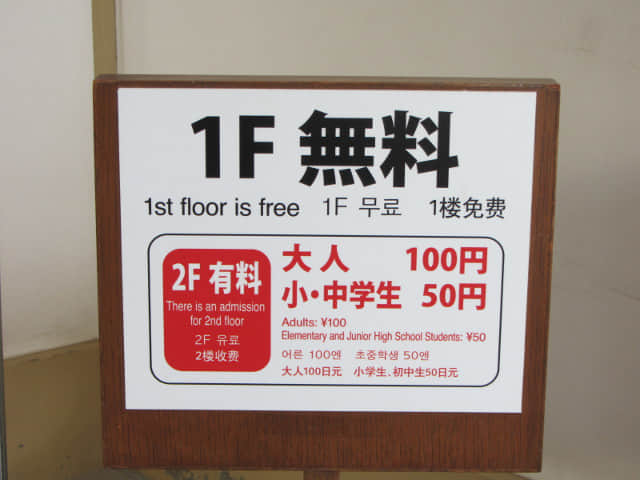 1F 無料
1st floor is free 1F 무료 1楼免费
2F 有料
There is an admission
for 2nd floor
2F 유료
2楼收费
大人 100円
小・中学生 50円
Adults: ¥100
Elementary and Junior High School Students: ¥50
어른 100엔 초중학생 50엔
大人100日元 小学生、初中生50日元